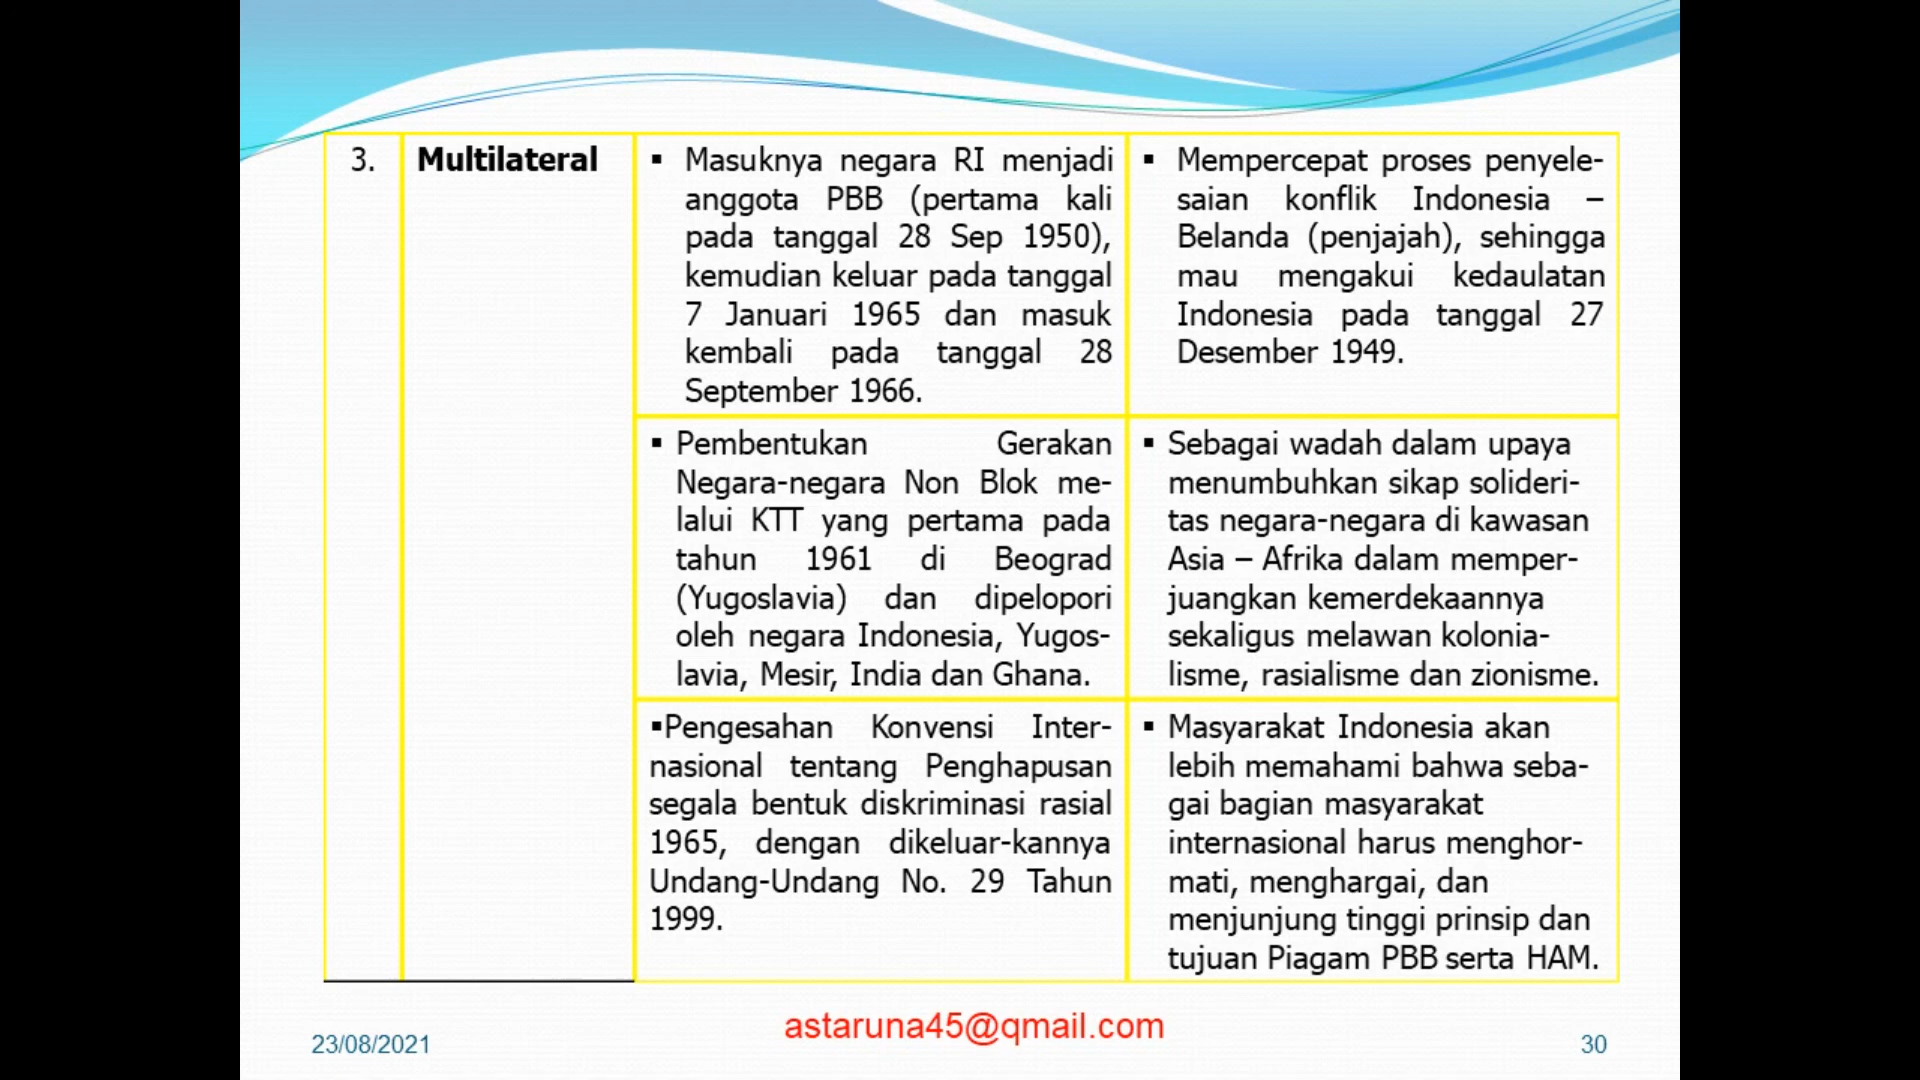 3.
Multilateral
▪ Masuknya negara RI menjadi
anggota PBB (pertama kali
pada tanggal 28 Sep 1950),
kemudian keluar pada tanggal
7 Januari 1965 dan masuk
kembali pada tanggal 28
September 1966.
▪ Mempercepat proses penyele-
saian konflik Indonesia –
Belanda (penjajah), sehingga
mau mengakui kedaulatan
Indonesia pada tanggal 27
Desember 1949.
▪ Pembentukan Gerakan
Negara-negara Non Blok me-
lalui KTT yang pertama pada
tahun 1961 di Beograd
(Yugoslavia) dan dipelopori
oleh negara Indonesia, Yugos-
lavia, Mesir, India dan Ghana.
▪ Sebagai wadah dalam upaya
menumbuhkan sikap solideri-
tas negara-negara di kawasan
Asia – Afrika dalam memper-
juangkan kemerdekaannya
sekaligus melawan kolonia-
lisme, rasialisme dan zionisme.
▪Pengesahan Konvensi Inter-
nasional tentang Penghapusan
segala bentuk diskriminasi rasial
1965, dengan dikeluar-kannya
Undang-Undang No. 29 Tahun
1999.
▪ Masyarakat Indonesia akan
lebih memahami bahwa seba-
gai bagian masyarakat
internasional harus menghor-
mati, menghargai, dan
menjunjung tinggi prinsip dan
tujuan Piagam PBB serta HAM.
23/08/2021
astaruna45@qmail.com
30